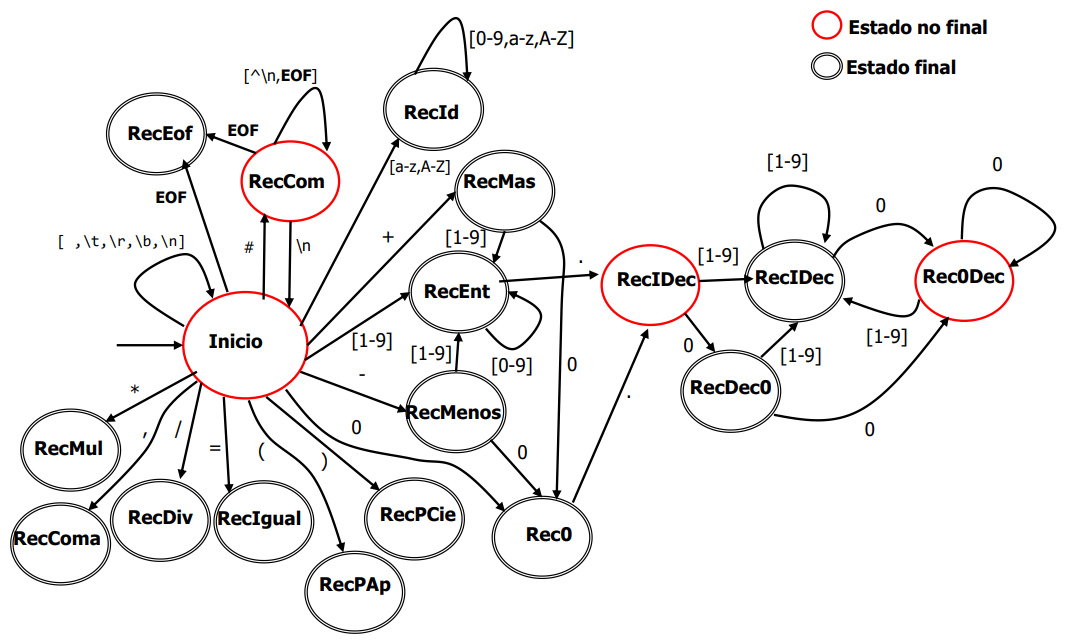 Estado no final
Estado final
[0-9,a-z,A-Z]
[^\n,EOF]
RecId
RecEof
EOF
RecCom
[a-z,A-Z]
RecMas
EOF
[1-9]
0
0
[ ,\t,\r,\b,\n]
#
\n
+
[1-9]
.
RecIDec
[1-9]
RecIDec
Rec0Dec
RecEnt
Inicio
[1-9]
[1-9]
[0-9]
0
0
[1-9]
[1-9]
-
*
RecMenos
RecDec0
.
0
,
/
=
(
)
0
0
RecMul
RecComa
RecDiv
RecIgual
RecPCie
Rec0
RecPAp